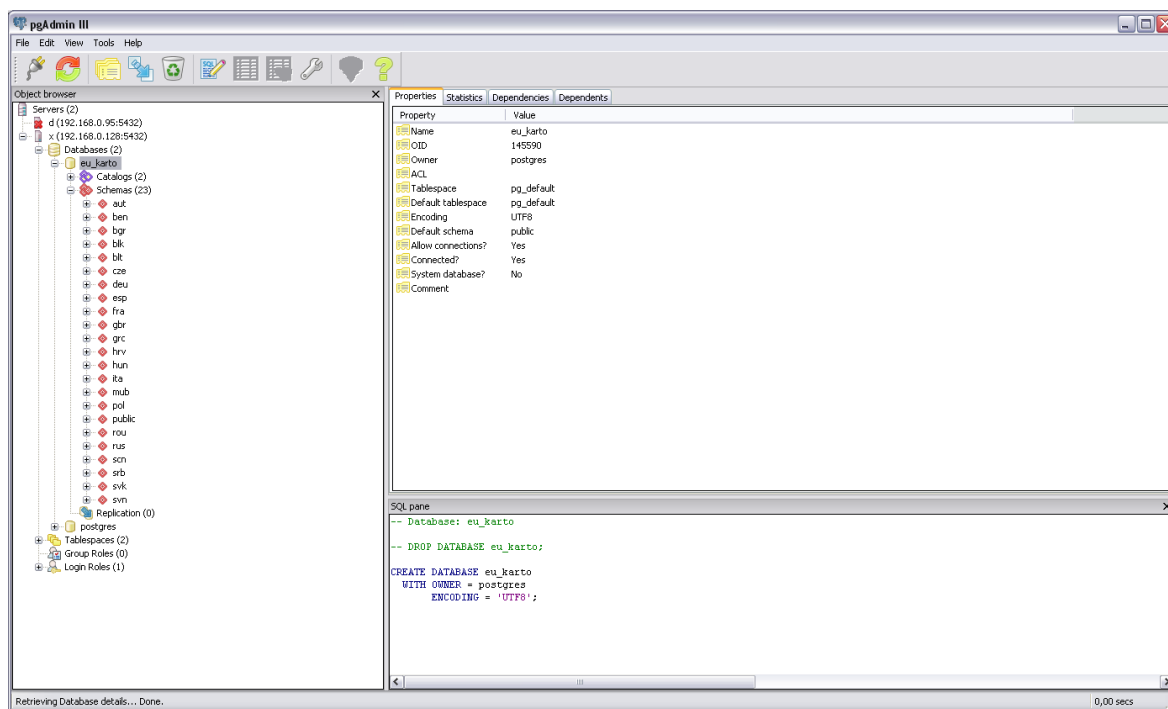 pgAdmin III
File Edit View Tools Help
Object browser
Servers (2)
d (192.168.0.95:5432)
x (192.168.0.128:5432)
Databases (2)
eu_karto
Catalogs (2)
Schemas (23)
aut
ben
bgr
blk
blt
cze
deu
esp
fra
gbr
grc
hrv
hun
ita
mub
pol
public
rou
rus
scn
srb
svk
svn
Replication (0)
postgres
Tablespaces (2)
Group Roles (0)
Login Roles (1)
Properties Statistics Dependencies Dependents
Property Value
Name eu_karto
OID 145590
Owner postgres
ACL
Tablespace pg_default
Default tablespace pg_default
Encoding UTF8
Default schema public
Allow connections? Yes
Connected? Yes
System database? No
Comment
SQL pane
-- Database: eu_karto
-- DROP DATABASE eu_karto;
CREATE DATABASE eu_karto
WITH OWNER = postgres
ENCODING = 'UTF8';
Retrieving Database details... Done. 0,00 secs